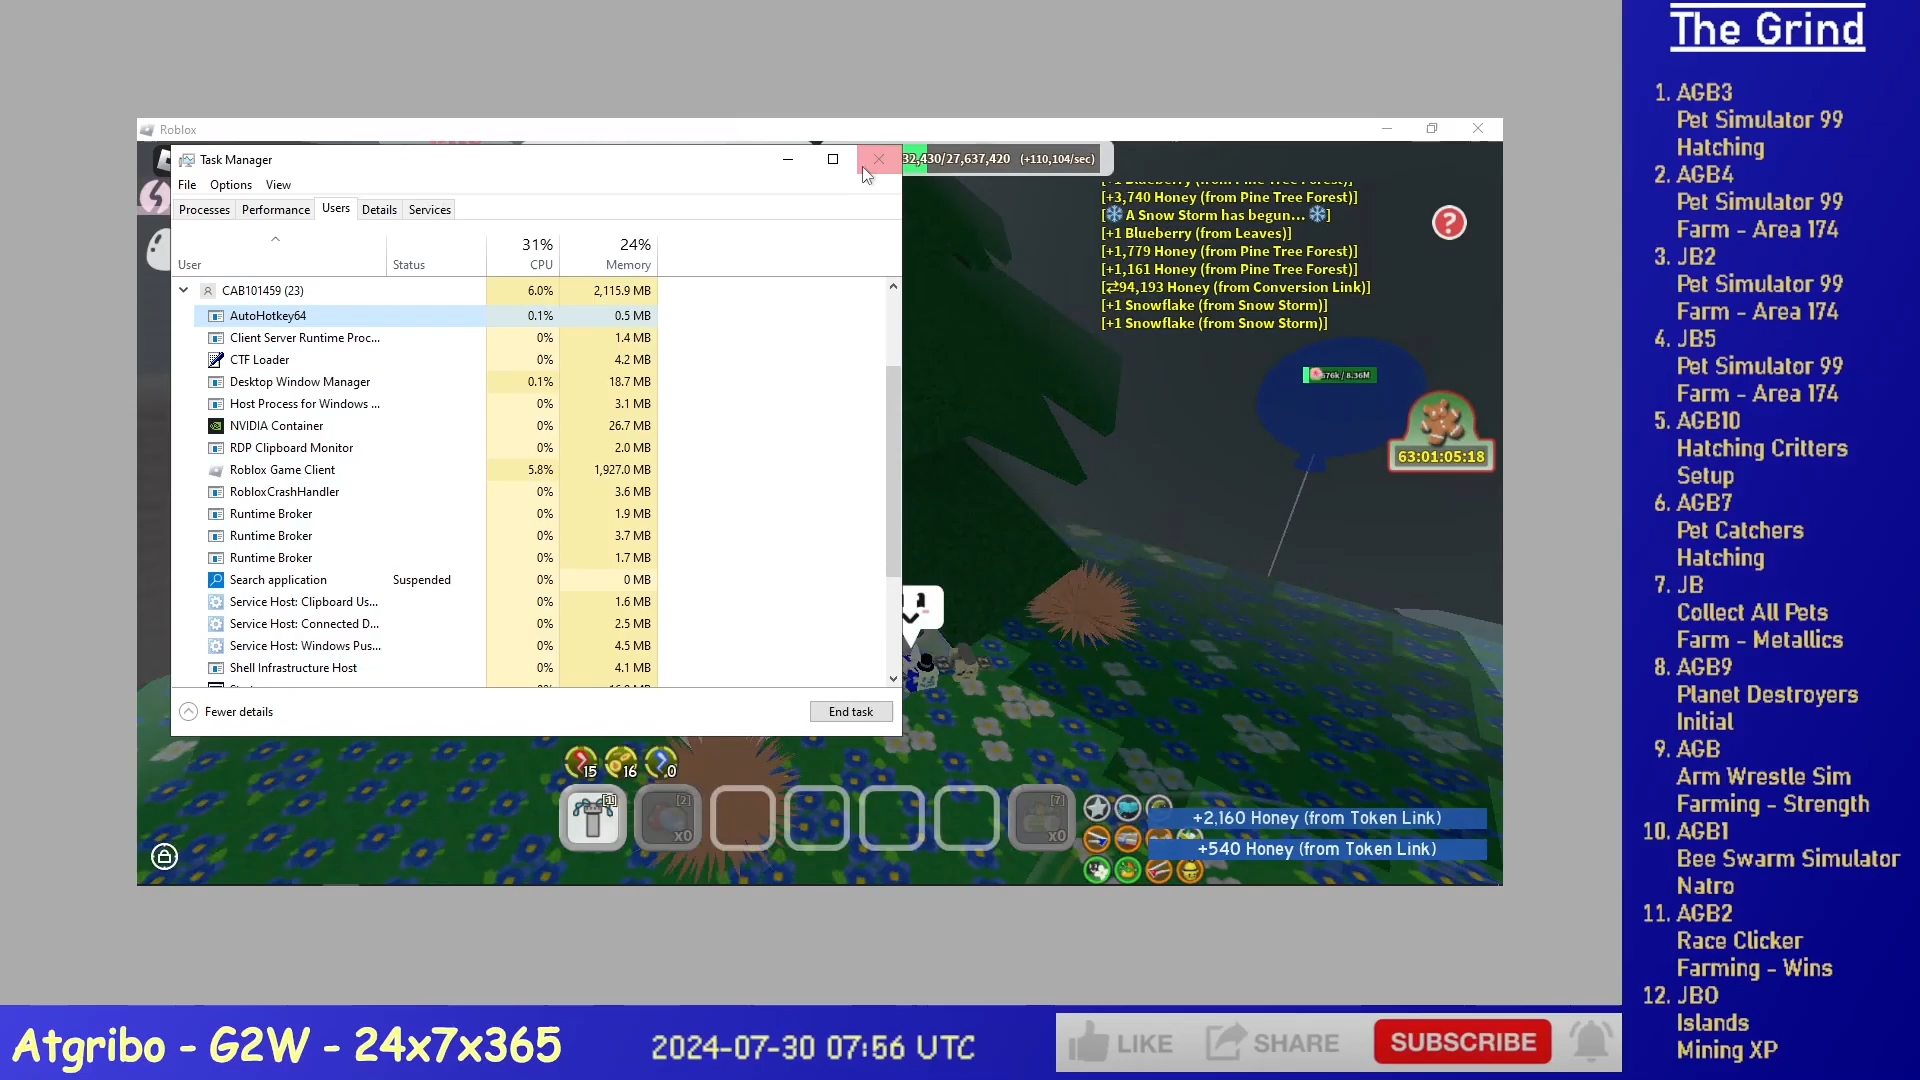 Roblox
Task Manager
File Options View
Processes Performance Users Details Services
31% 24%
User Status CPU Memory
CAB101459 (23) 6.0% 2,115.9 MB
AutoHotkey64 0.1% 0.5 MB
Client Server Runtime Proc... 0% 1.4 MB
CTF Loader 0% 4.2 MB
Desktop Window Manager 0.1% 18.7 MB
Host Process for Windows ... 0% 3.1 MB
NVIDIA Container 0% 26.7 MB
RDP Clipboard Monitor 0% 2.0 MB
Roblox Game Client 5.8% 1,927.0 MB
RobloxCrashHandler 0% 3.6 MB
Runtime Broker 0% 1.9 MB
Runtime Broker 0% 3.7 MB
Runtime Broker 0% 1.7 MB
Search application Suspended 0% 0 MB
Service Host: Clipboard Us... 0% 1.6 MB
Service Host: Connected D... 0% 2.5 MB
Service Host: Windows Pus... 0% 4.5 MB
Shell Infrastructure Host 0% 4.1 MB
Fewer details End task
32,430/27,637,420 (+110,104/sec)
[+1 Blueberry (from Pine Tree Forest)]
[+3,740 Honey (from Pine Tree Forest)]
[❄ A Snow Storm has begun... ❄]
[+1 Blueberry (from Leaves)]
[+1,779 Honey (from Pine Tree Forest)]
[+1,161 Honey (from Pine Tree Forest)]
[⇄94,193 Honey (from Conversion Link)]
[+1 Snowflake (from Snow Storm)]
[+1 Snowflake (from Snow Storm)]
?
63:01:05:18
15 16 .0
[1] [2] x0 [7] x0
+2,160 Honey (from Token Link)
+540 Honey (from Token Link)
The Grind
1. AGB3
Pet Simulator 99
Hatching
2. AGB4
Pet Simulator 99
Farm - Area 174
3. JB2
Pet Simulator 99
Farm - Area 174
4. JB5
Pet Simulator 99
Farm - Area 174
5. AGB10
Hatching Critters
Setup
6. AGB7
Pet Catchers
Hatching
7. JB
Collect All Pets
Farm - Metallics
8. AGB9
Planet Destroyers
Initial
9. AGB
Arm Wrestle Sim
Farming - Strength
10. AGB1
Bee Swarm Simulator
Natro
11. AGB2
Race Clicker
Farming - Wins
12. JB0
Islands
Mining XP
Atgribo - G2W - 24x7x365
2024-07-30 07:56 UTC
LIKE SHARE SUBSCRIBE